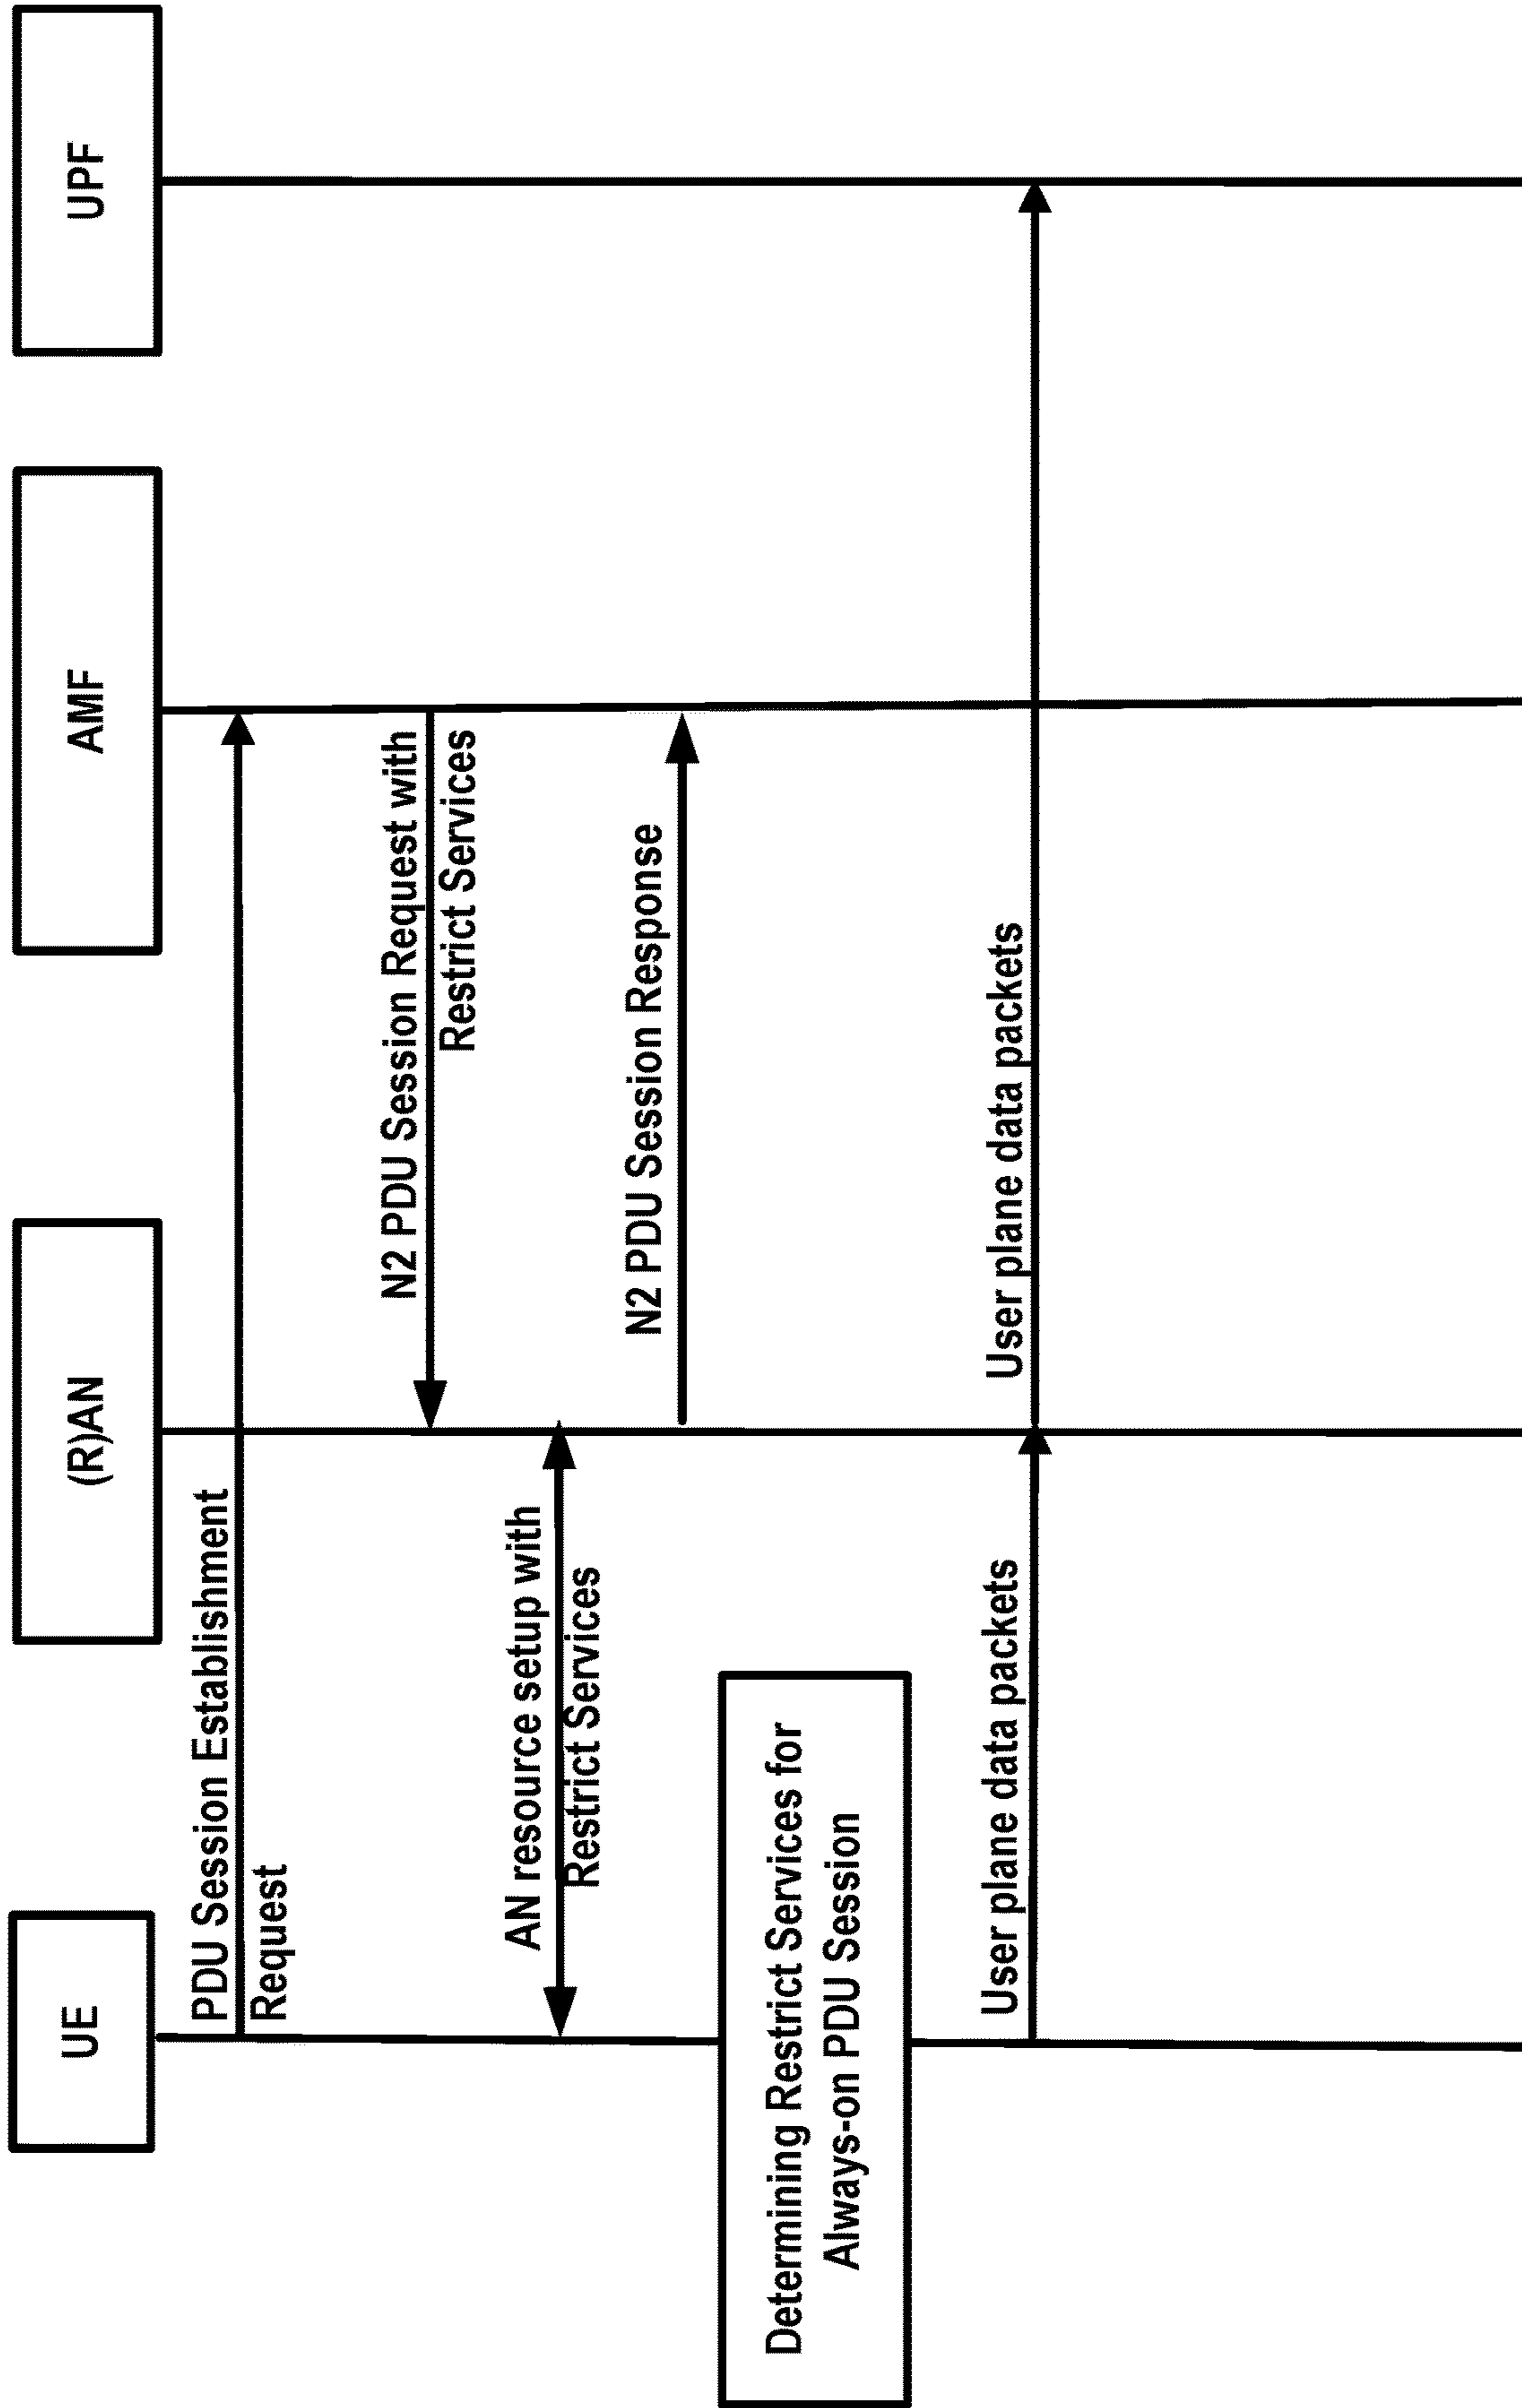 UE
(R)AN
AMF
UPF
PDU Session Establishment
Request
N2 PDU Session Request with
Restrict Services
AN resource setup with
Restrict Services
N2 PDU Session Response
Determining Restrict Services for
Always-on PDU Session
User plane data packets
User plane data packets